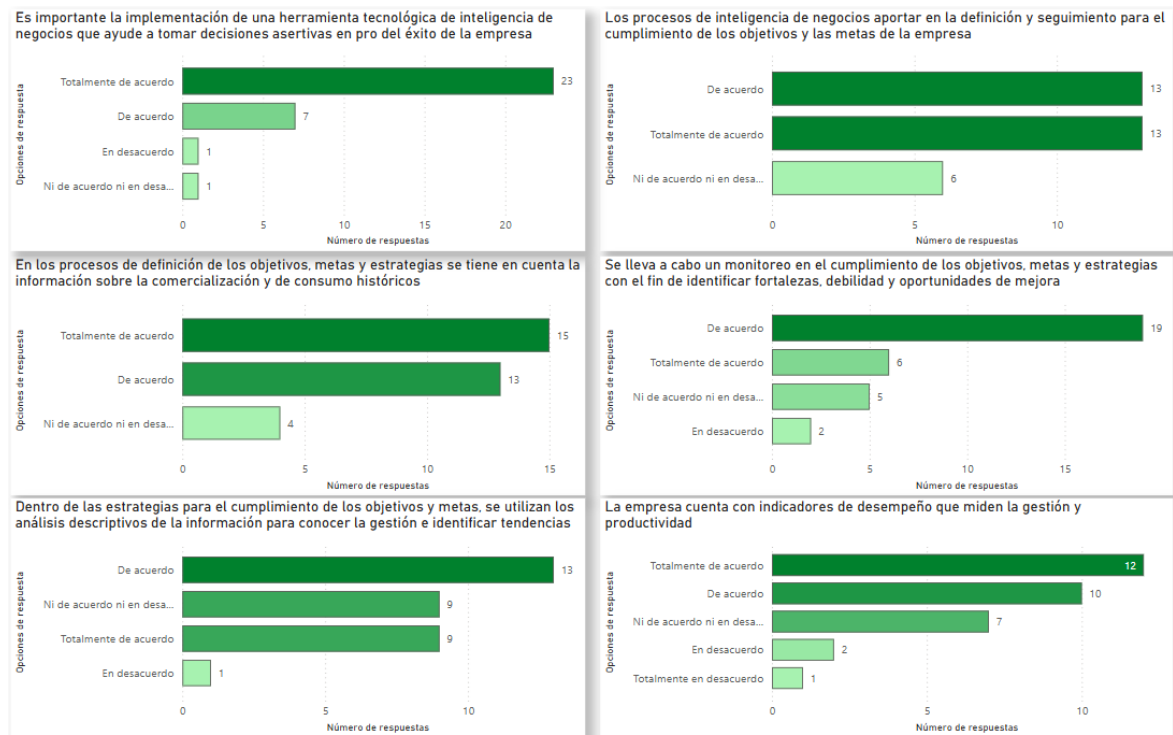 Es importante la implementación de una herramienta tecnológica de inteligencia de
negocios que ayude a tomar decisiones asertivas en pro del éxito de la empresa
Opciones de respuesta
Totalmente de acuerdo
23
De acuerdo
7
En desacuerdo
1
Ni de acuerdo ni en desa...
1
0
5
10
15
20
Número de respuestas
Los procesos de inteligencia de negocios aportar en la definición y seguimiento para el
cumplimiento de los objetivos y las metas de la empresa
Opciones de respuesta
De acuerdo
13
Totalmente de acuerdo
13
Ni de acuerdo ni en desa...
6
0
5
10
Número de respuestas
En los procesos de definición de los objetivos, metas y estrategias se tiene en cuenta la
información sobre la comercialización y de consumo históricos
Opciones de respuesta
Totalmente de acuerdo
15
De acuerdo
13
Ni de acuerdo ni en desa...
4
0
5
10
15
Número de respuestas
Se lleva a cabo un monitoreo en el cumplimiento de los objetivos, metas y estrategias
con el fin de identificar fortalezas, debilidad y oportunidades de mejora
Opciones de respuesta
De acuerdo
19
Totalmente de acuerdo
6
Ni de acuerdo ni en desa...
5
En desacuerdo
2
0
5
10
15
Número de respuestas
Dentro de las estrategias para el cumplimiento de los objetivos y metas, se utilizan los
análisis descriptivos de la información para conocer la gestión e identificar tendencias
Opciones de respuesta
De acuerdo
13
Ni de acuerdo ni en desa...
9
Totalmente de acuerdo
9
En desacuerdo
1
0
5
10
Número de respuestas
La empresa cuenta con indicadores de desempeño que miden la gestión y
productividad
Opciones de respuesta
Totalmente de acuerdo
12
De acuerdo
10
Ni de acuerdo ni en desa...
7
En desacuerdo
2
Totalmente en desacuerdo
1
0
5
10
Número de respuestas